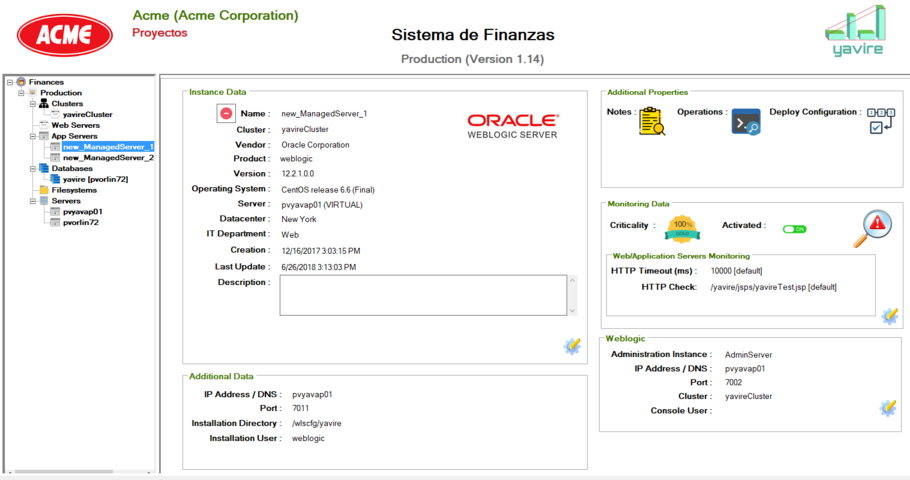 ACME
Acme (Acme Corporation)
Proyectos
Sistema de Finanzas
Production (Version 1.14)
yavire
Finances
Production
Clusters
yavireCluster
Web Servers
App Servers
new_ManagedServer_1
new_ManagedServer_2
Databases
yavire [pvorlin72]
Filesystems
Servers
pvyavap01
pvorlin72
Instance Data
Name : new_ManagedServer_1
Cluster : yavireCluster
Vendor : Oracle Corporation
Product : weblogic
Version : 12.2.1.0.0
Operating System : CentOS release 6.6 (Final)
Server : pvyavap01 (VIRTUAL)
Datacenter : New York
IT Department : Web
Creation : 12/16/2017 3:03:15 PM
Last Update : 6/26/2018 3:13:03 PM
Description :
ORACLE®
WEBLOGIC SERVER
Additional Data
IP Address / DNS : pvyavap01
Port : 7011
Installation Directory : /wlscfg/yavire
Installation User : weblogic
Additional Properties
Notes : Operations : Deploy Configuration :
Monitoring Data
Criticality : 100% GOLD Activated : ON
Web/Application Servers Monitoring
HTTP Timeout (ms) : 10000 [default]
HTTP Check: /yavire/jsps/yavireTest.jsp [default]
Weblogic
Administration Instance : AdminServer
IP Address / DNS : pvyavap01
Port : 7002
Cluster : yavireCluster
Console User :